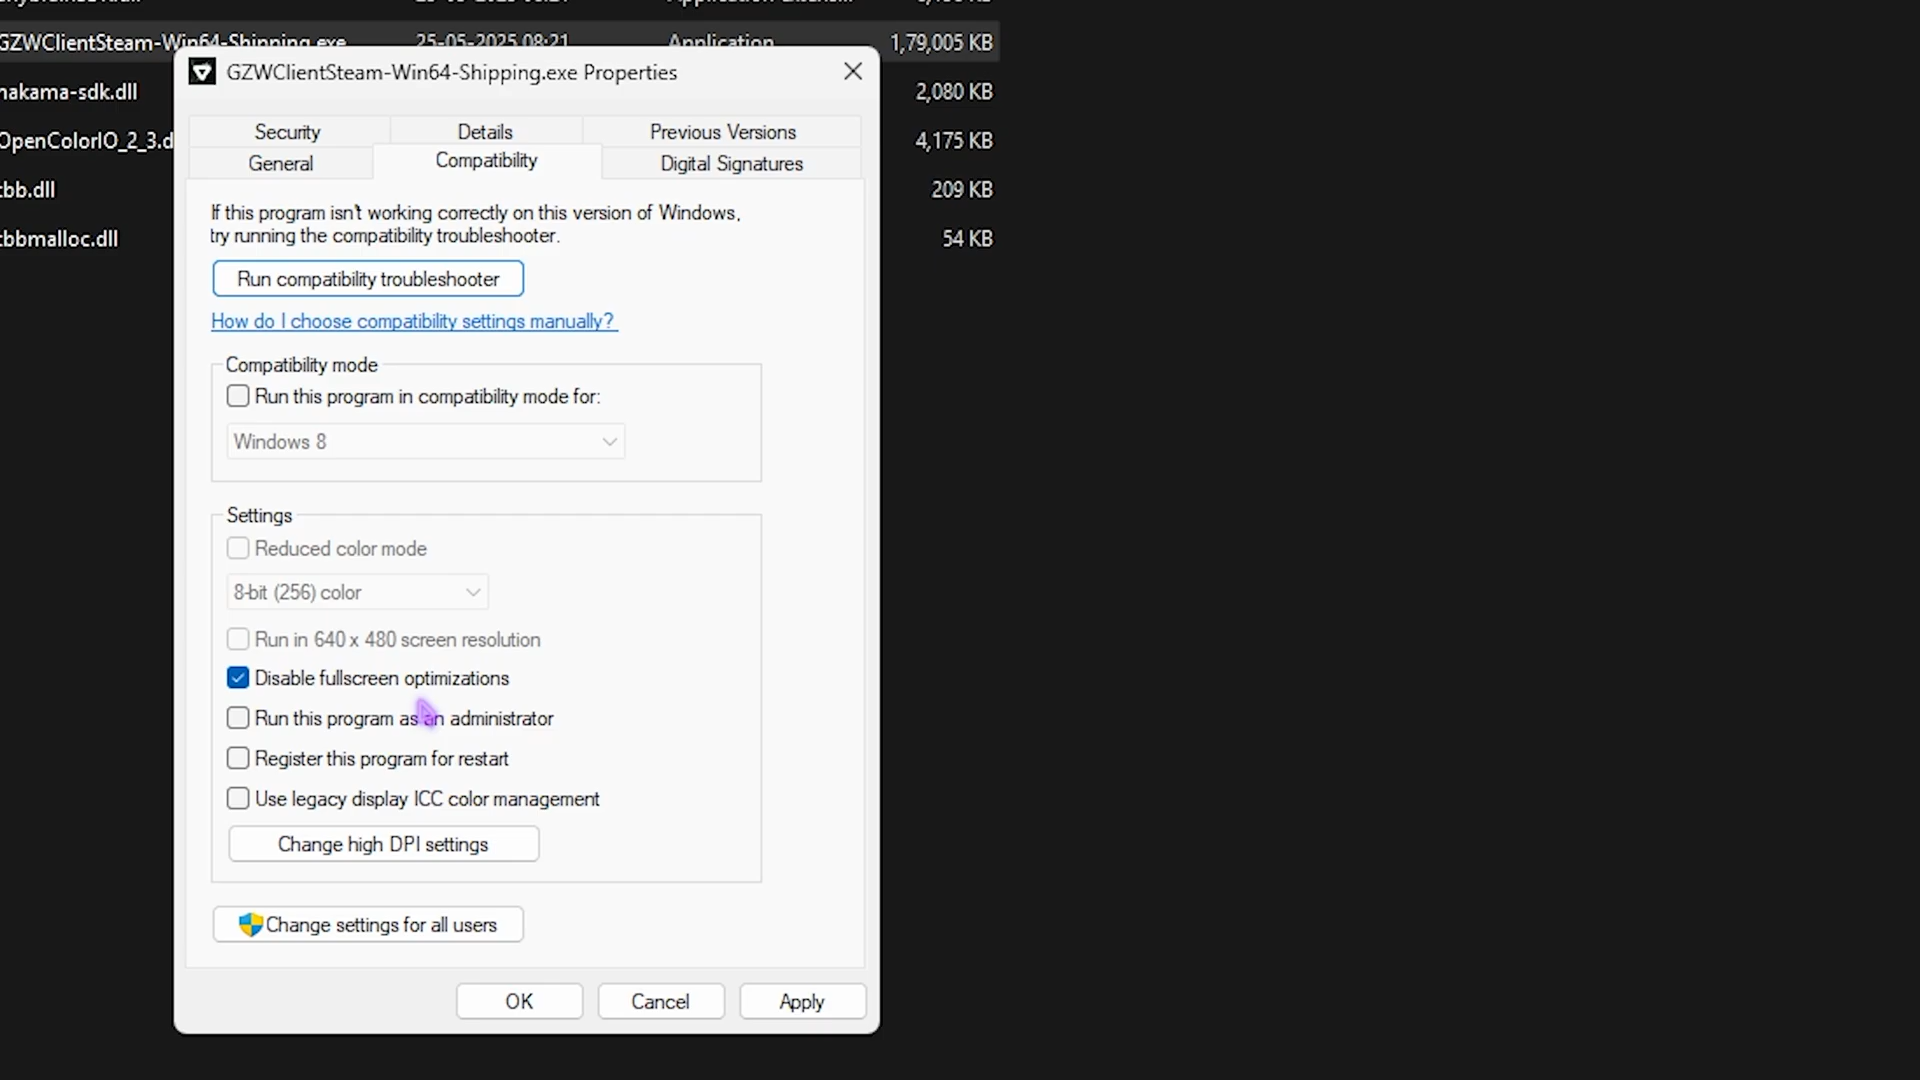 GZWClientSteam-Win64-Shipping.exe 25-05-2025 08:21 Application 1,79,005 KB
GZWClientSteam-Win64-Shipping.exe Properties
nakama-sdk.dll 2,080 KB
Security Details Previous Versions
OpenColorIO_2_3.d 4,175 KB
General Compatibility Digital Signatures
tbb.dll 209 KB
If this program isn't working correctly on this version of Windows,
try running the compatibility troubleshooter.
tbbmalloc.dll 54 KB
Run compatibility troubleshooter
How do I choose compatibility settings manually?
Compatibility mode
Run this program in compatibility mode for:
Windows 8
Settings
Reduced color mode
8-bit (256) color
Run in 640 x 480 screen resolution
Disable fullscreen optimizations
Run this program as an administrator
Register this program for restart
Use legacy display ICC color management
Change high DPI settings
Change settings for all users
OK Cancel Apply